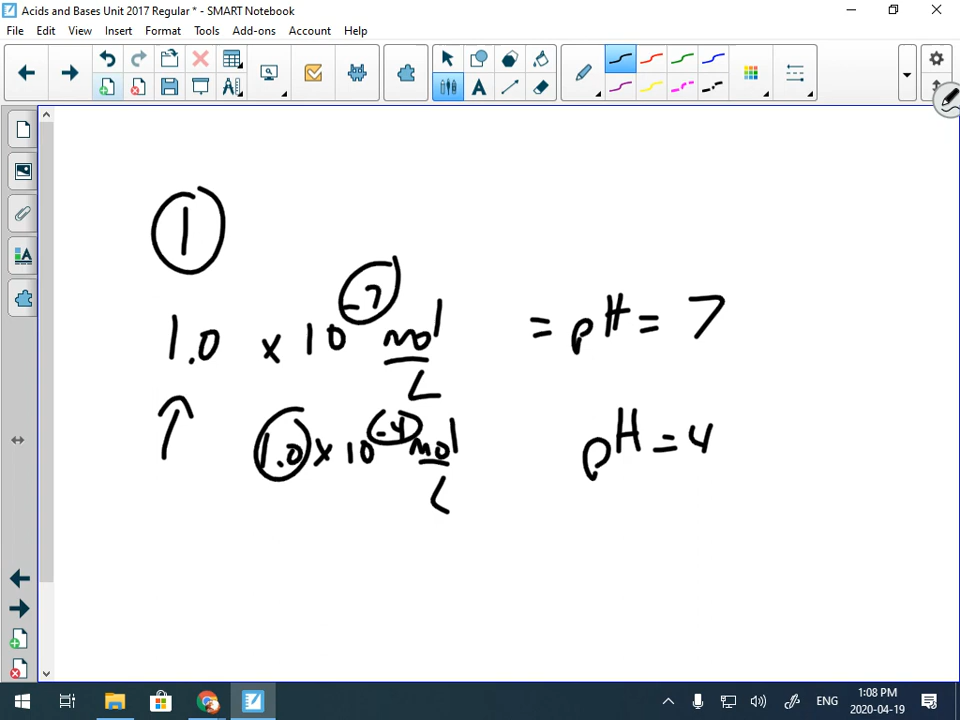 Acids and Bases Unit 2017 Regular * - SMART Notebook
File Edit View Insert Format Tools Add-ons Account Help
1
1.0 x 10⁻⁷ mol/L = pH = 7
1.0 x 10⁻⁴ mol/L pH = 4
ENG
1:08 PM
2020-04-19